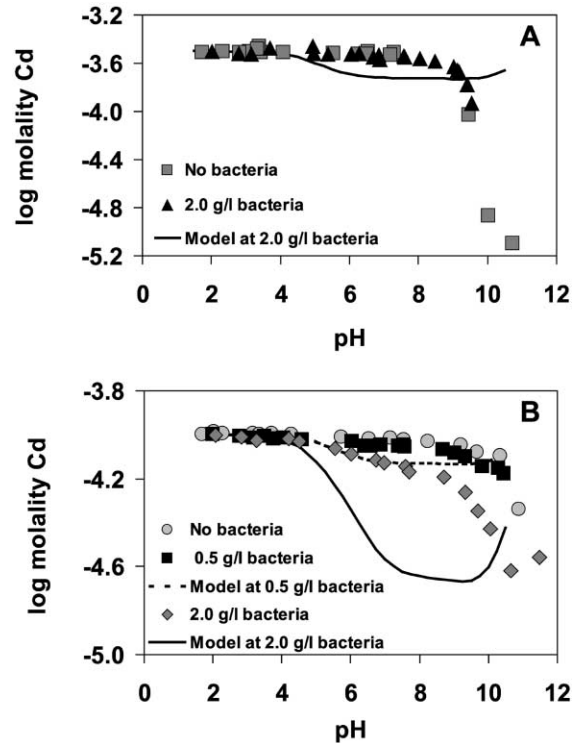 -3.2
A
-3.6
-4.0
-4.4
-4.8
-5.2
log molality Cd
No bacteria
2.0 g/l bacteria
Model at 2.0 g/l bacteria
0 2 4 6 8 10 12
pH
-3.8
B
-4.2
-4.6
-5.0
log molality Cd
No bacteria
0.5 g/l bacteria
Model at 0.5 g/l bacteria
2.0 g/l bacteria
Model at 2.0 g/l bacteria
0 2 4 6 8 10 12
pH